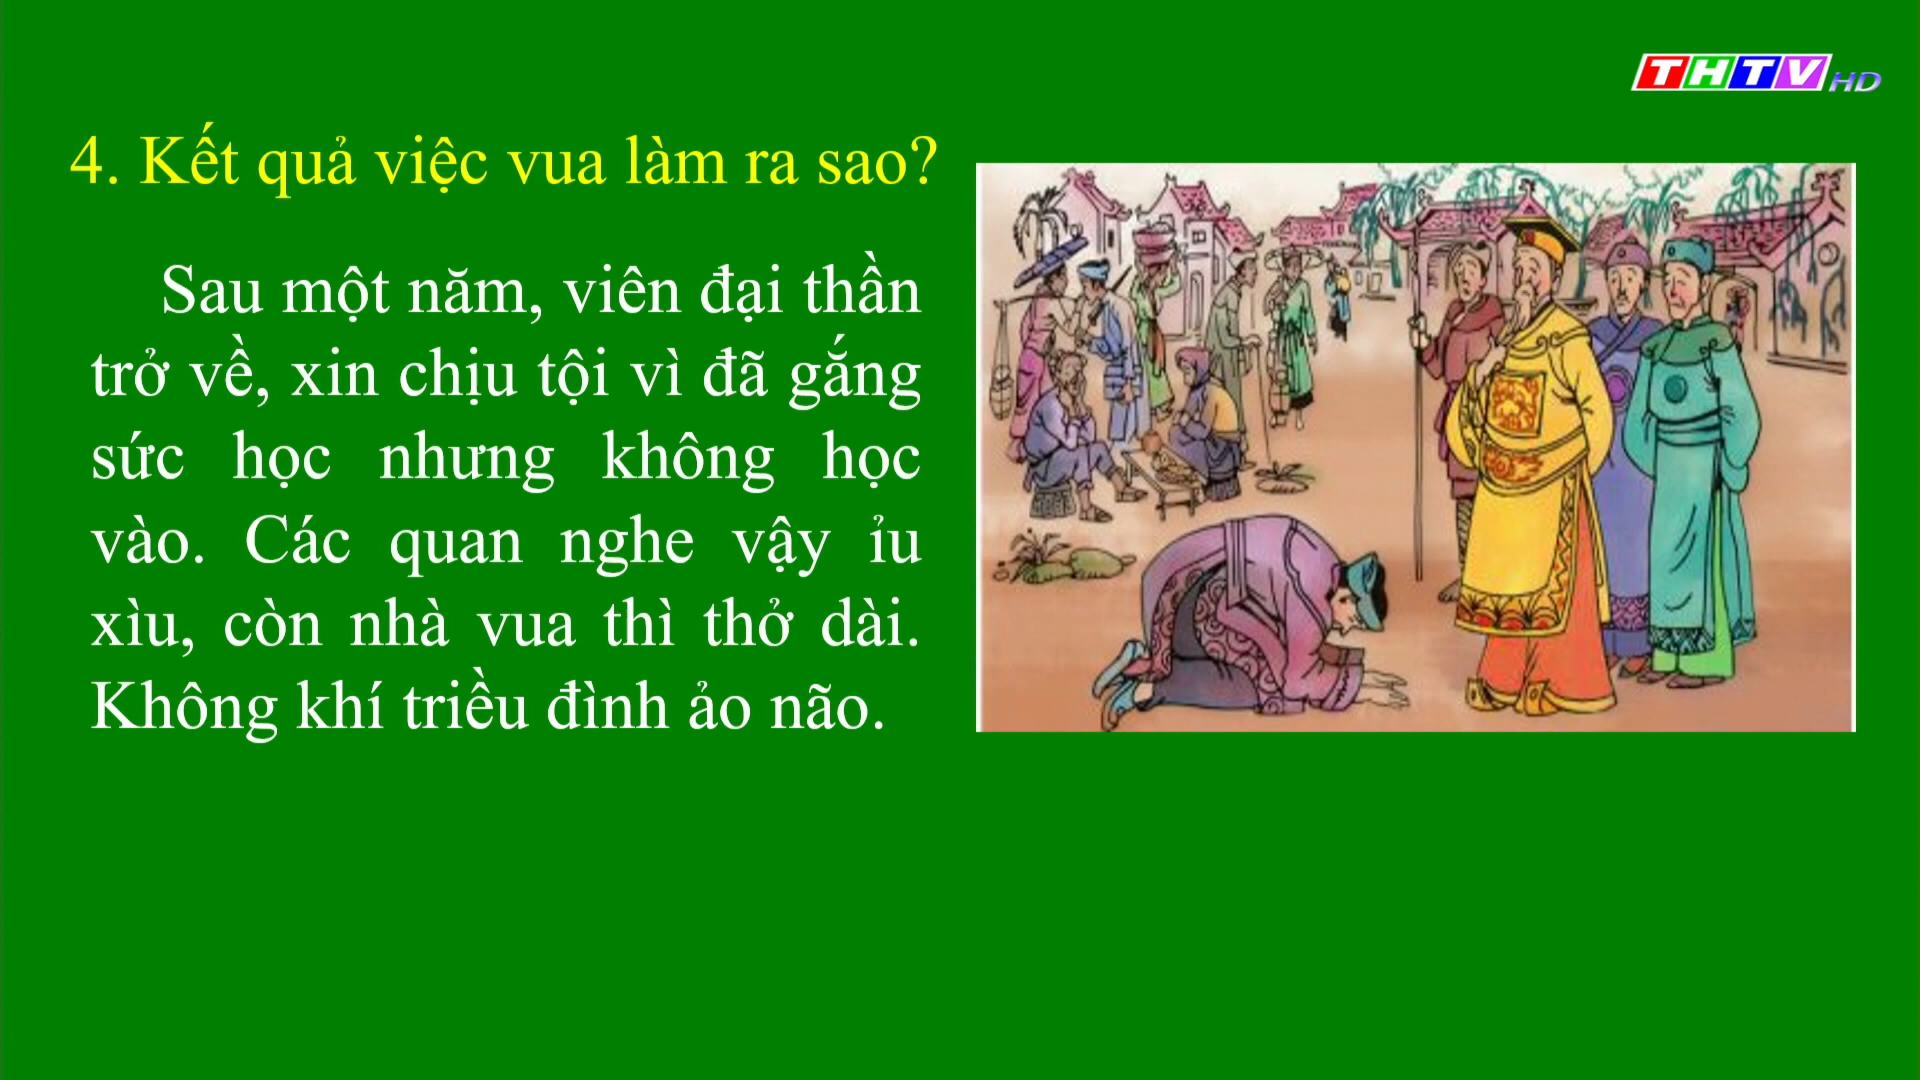 THTV HD
4. Kết quả việc vua làm ra sao?
Sau một năm, viên đại thần
trở về, xin chịu tội vì đã gắng
sức học nhưng không học
vào. Các quan nghe vậy ỉu
xìu, còn nhà vua thì thở dài.
Không khí triều đình ảo não.